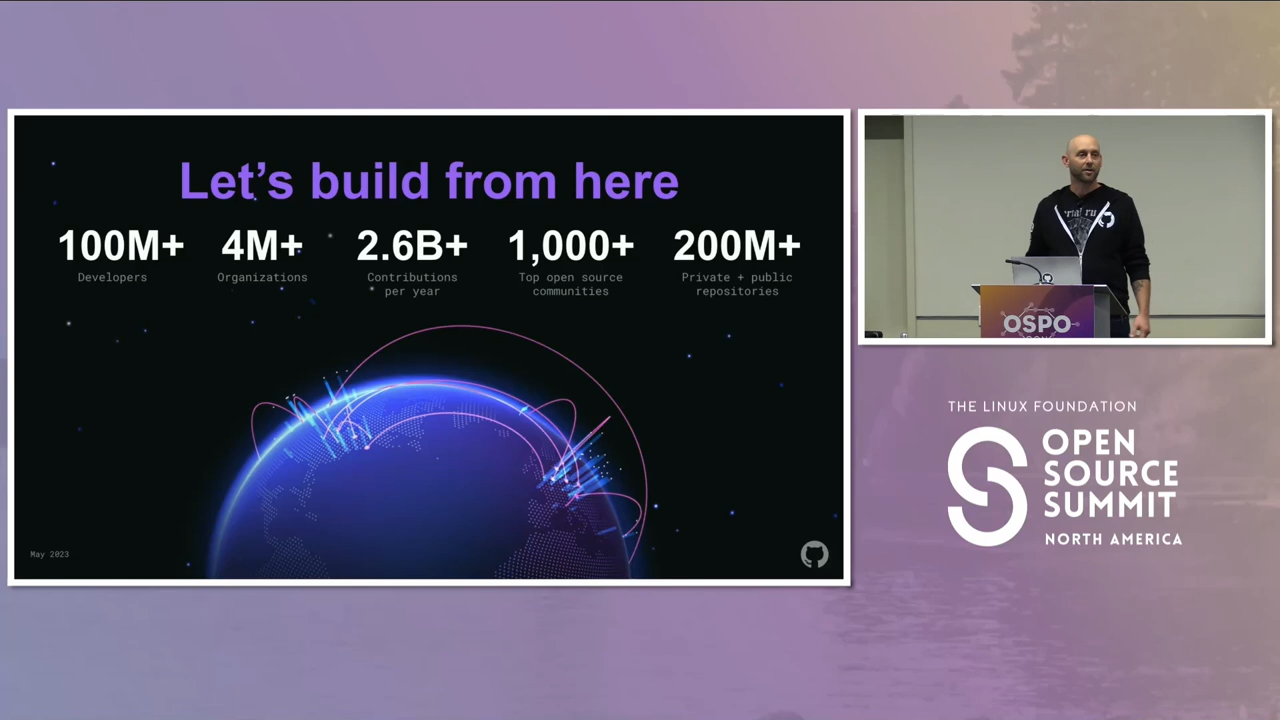 Let's build from here
100M+
Developers
4M+
Organizations
2.6B+
Contributions
per year
1,000+
Top open source
communities
200M+
Private + public
repositories
May 2023
OSPO
THE LINUX FOUNDATION
OPEN
SOURCE
SUMMIT
NORTH AMERICA